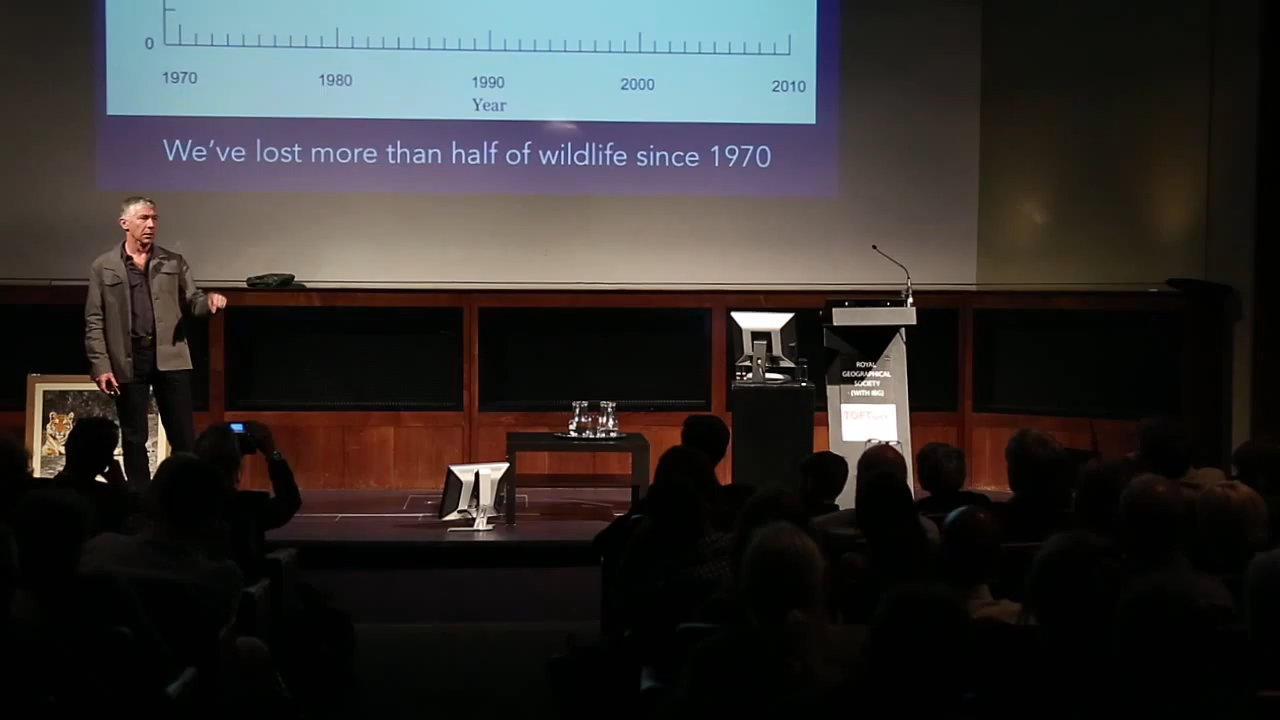 0
1970 1980 1990 2000 2010
Year
We've lost more than half of wildlife since 1970
ROYAL
GEOGRAPHICAL
SOCIETY
(WITH IBG)
TOFT